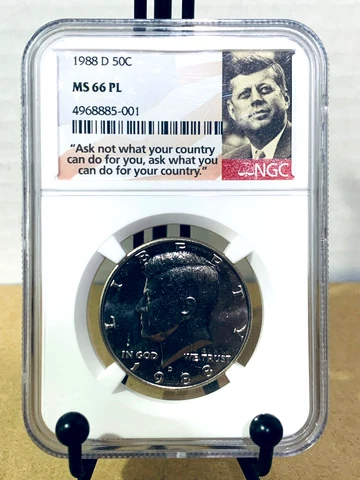 1988 D 50C
MS 66 PL
4968885-001
"Ask not what your country
can do for you, ask what you
can do for your country."
NGC
LIBERTY
IN GOD WE TRUST
D
1988